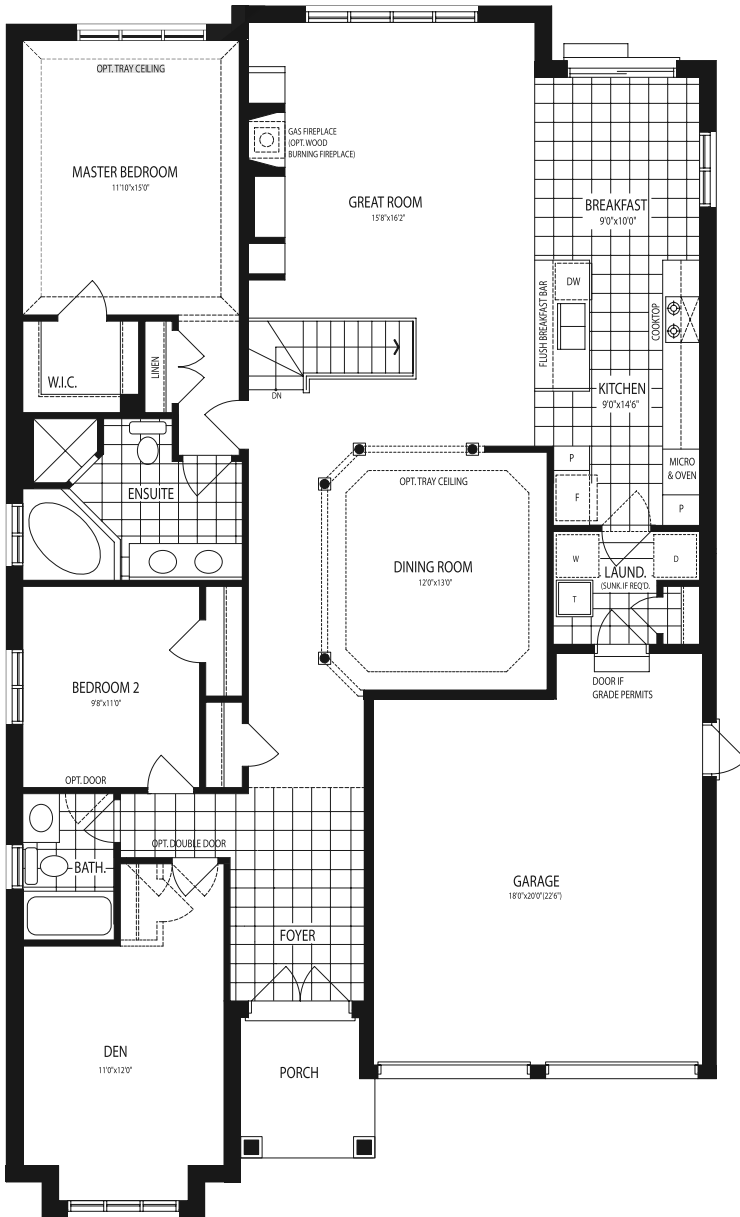 OPT. TRAY CEILING
MASTER BEDROOM
11'10"x15'0"
GAS FIREPLACE
(OPT. WOOD
BURNING FIREPLACE)
GREAT ROOM
15'8"x16'2"
BREAKFAST
9'0"x10'0"
DW
FLUSH BREAKFAST BAR
COOKTOP
KITCHEN
9'0"x14'6"
W.I.C.
LINEN
DN
P
MICRO
& OVEN
F
P
ENSUITE
OPT. TRAY CEILING
DINING ROOM
12'0"x13'0"
W
D
LAUND.
(SUNK. IF REQ'D.
T
DOOR IF
GRADE PERMITS
BEDROOM 2
9'8"x11'0"
OPT. DOOR
OPT. DOUBLE DOOR
BATH.
GARAGE
18'0"x20'0"(22'6")
FOYER
DEN
11'0"x12'0"
PORCH